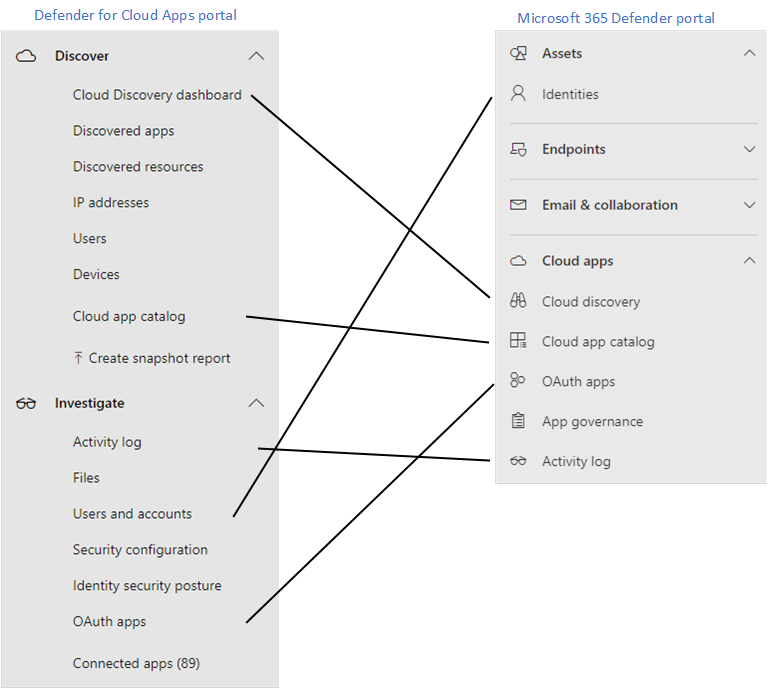 Defender for Cloud Apps portal
Discover
Cloud Discovery dashboard
Discovered apps
Discovered resources
IP addresses
Users
Devices
Cloud app catalog
Create snapshot report
Investigate
Activity log
Files
Users and accounts
Security configuration
Identity security posture
OAuth apps
Connected apps (89)
Microsoft 365 Defender portal
Assets
Identities
Endpoints
Email & collaboration
Cloud apps
Cloud discovery
Cloud app catalog
OAuth apps
App governance
Activity log